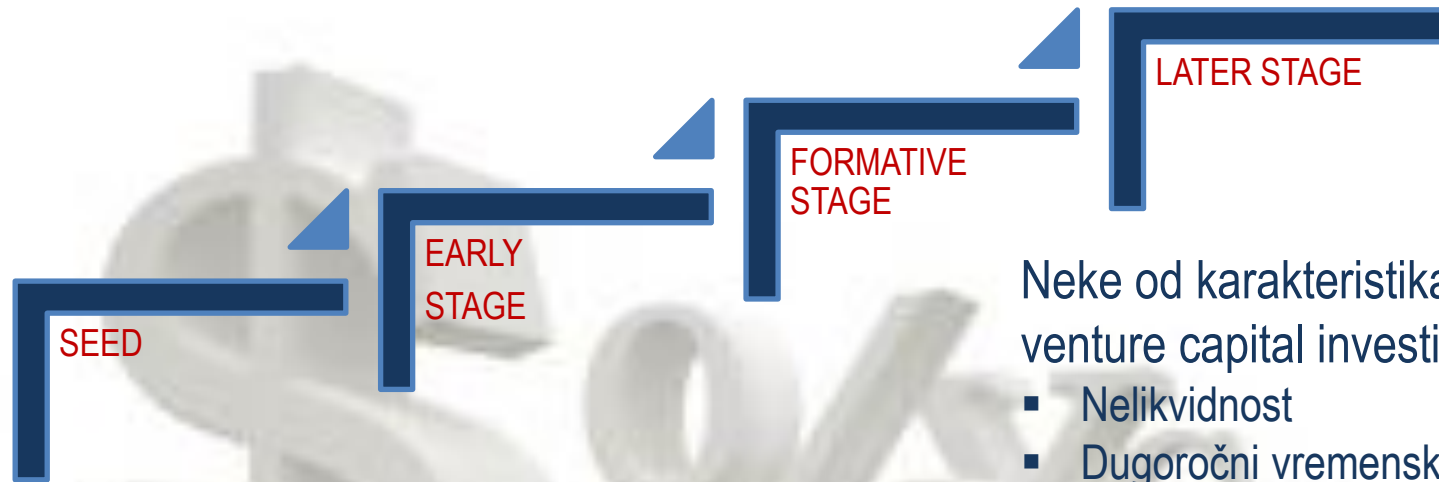 LATER STAGE
FORMATIVE
STAGE
EARLY
STAGE
SEED
Neke od karakteristika
venture capital investi
▪ Nelikvidnost
▪ Dugoročni vremensk